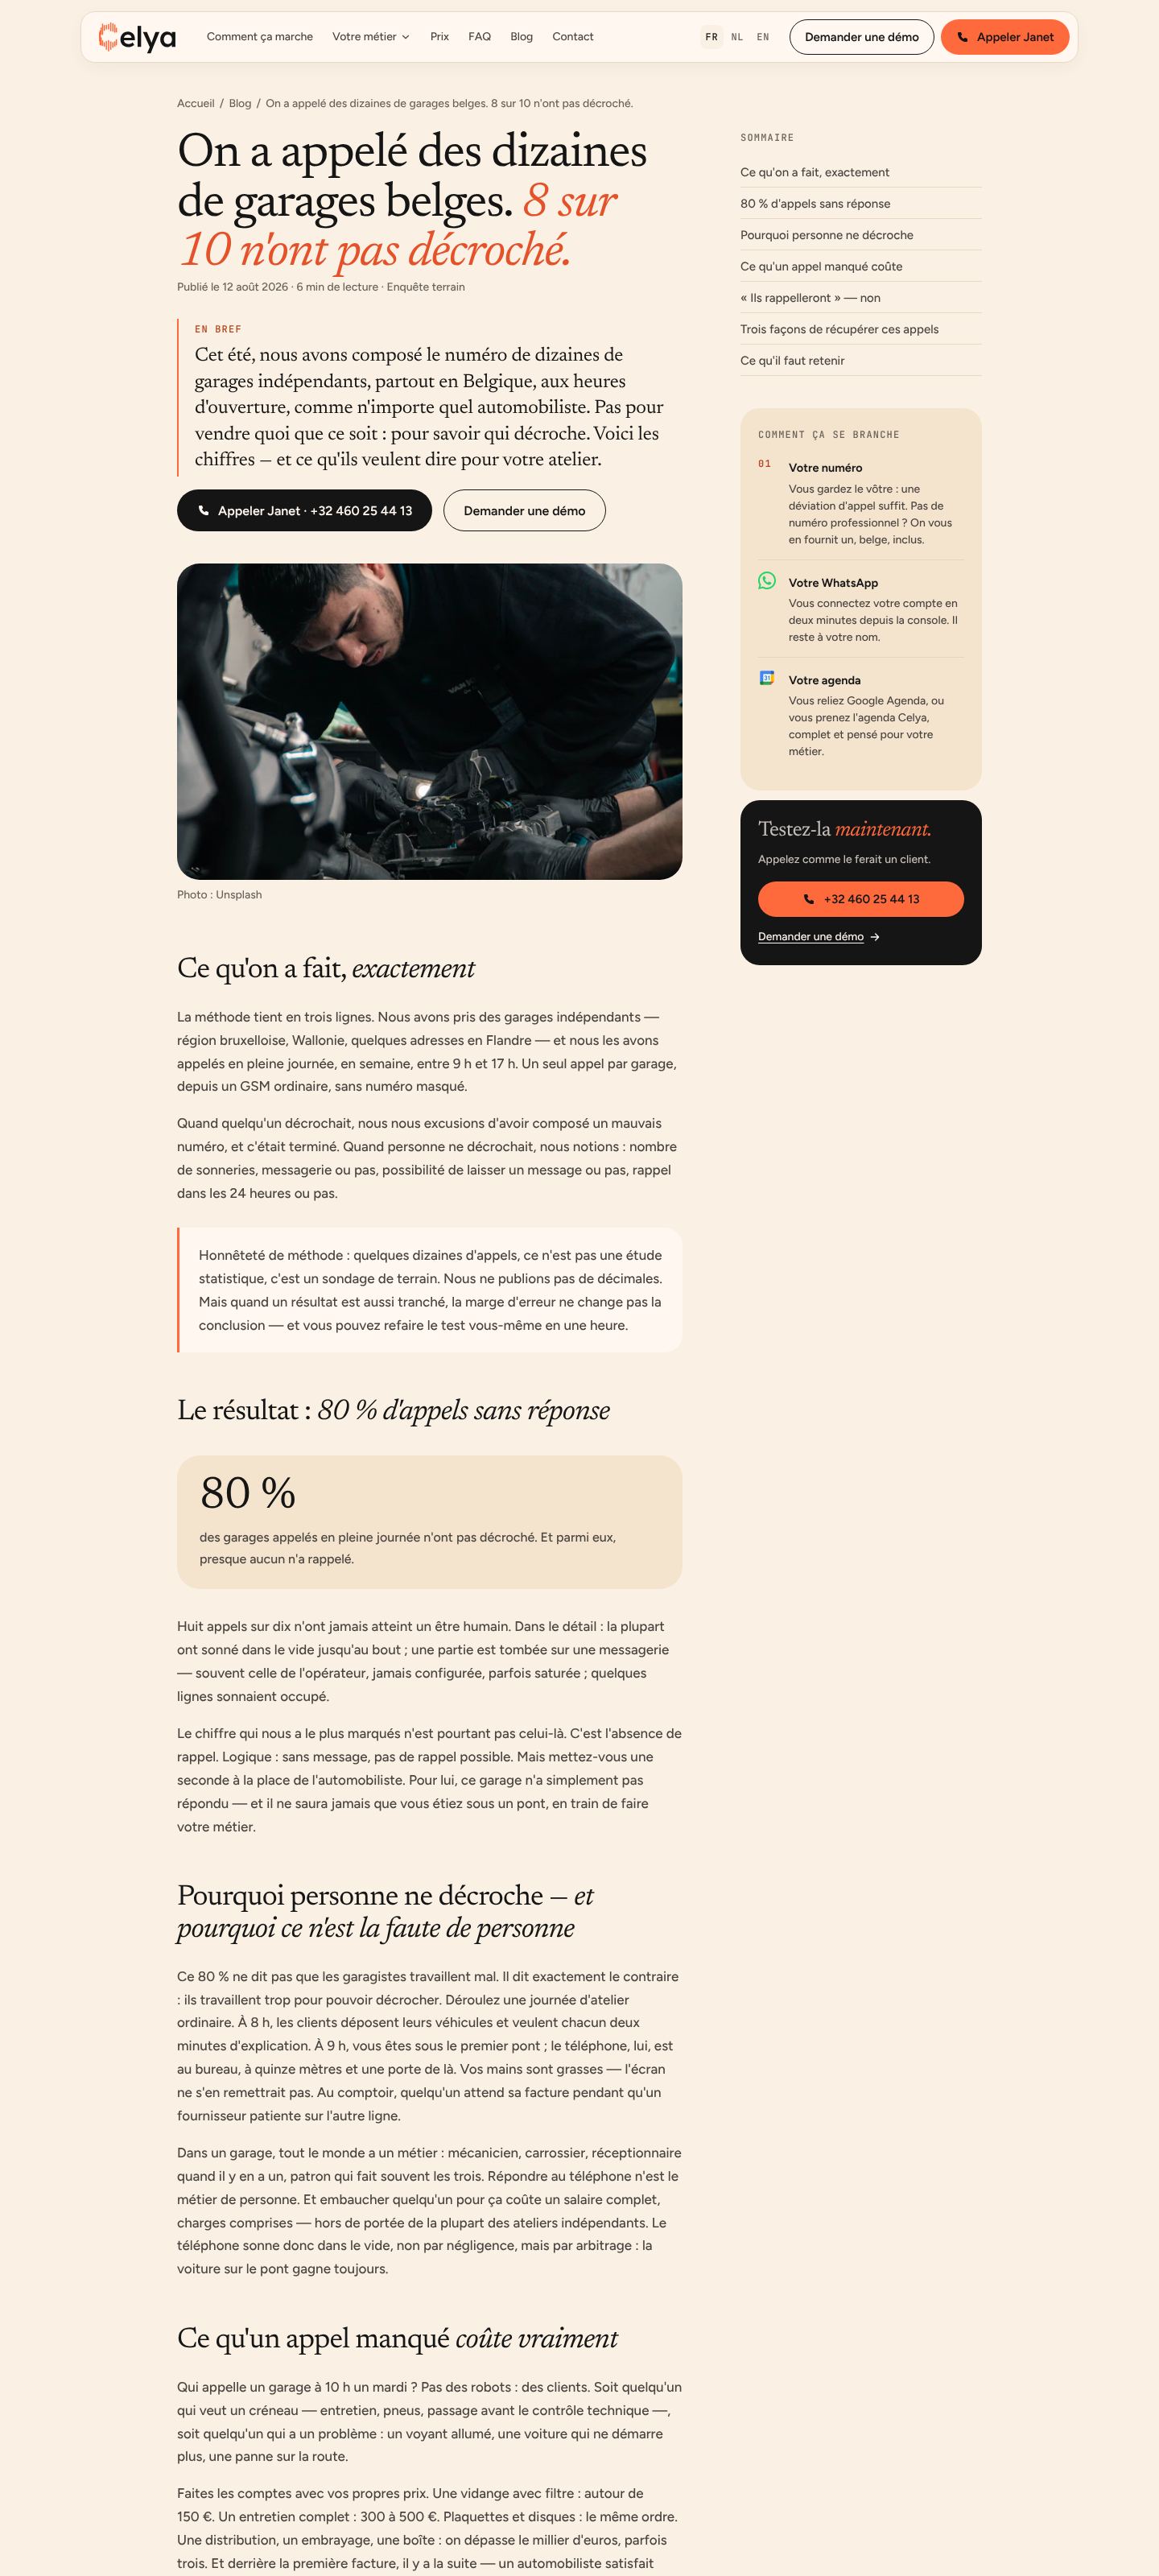 Celya
Comment ça marche
Votre métier
Prix
FAQ
Blog
Contact
FR NL EN
Demander une démo
Appeler Janet
Accueil / Blog / On a appelé des dizaines de garages belges. 8 sur 10 n'ont pas décroché.
On a appelé des dizaines
de garages belges. 8 sur
10 n'ont pas décroché.
Publié le 12 août 2026 · 6 min de lecture · Enquête terrain
EN BREF
Cet été, nous avons composé le numéro de dizaines de
garages indépendants, partout en Belgique, aux heures
d'ouverture, comme n'importe quel automobiliste. Pas pour
vendre quoi que ce soit : pour savoir qui décroche. Voici les
chiffres — et ce qu'ils veulent dire pour votre atelier.
Appeler Janet · +32 460 25 44 13
Demander une démo
Photo : Unsplash
Ce qu'on a fait, exactement
La méthode tient en trois lignes. Nous avons pris des garages indépendants —
région bruxelloise, Wallonie, quelques adresses en Flandre — et nous les avons
appelés en pleine journée, en semaine, entre 9 h et 17 h. Un seul appel par garage,
depuis un GSM ordinaire, sans numéro masqué.
Quand quelqu'un décrochait, nous nous excusions d'avoir composé un mauvais
numéro, et c'était terminé. Quand personne ne décrochait, nous notions : nombre
de sonneries, messagerie ou pas, possibilité de laisser un message ou pas, rappel
dans les 24 heures ou pas.
Honnêteté de méthode : quelques dizaines d'appels, ce n'est pas une étude
statistique, c'est un sondage de terrain. Nous ne publions pas de décimales.
Mais quand un résultat est aussi tranché, la marge d'erreur ne change pas la
conclusion — et vous pouvez refaire le test vous-même en une heure.
Le résultat : 80 % d'appels sans réponse
80 %
des garages appelés en pleine journée n'ont pas décroché. Et parmi eux,
presque aucun n'a rappelé.
Huit appels sur dix n'ont jamais atteint un être humain. Dans le détail : la plupart
ont sonné dans le vide jusqu'au bout ; une partie est tombée sur une messagerie
— souvent celle de l'opérateur, jamais configurée, parfois saturée ; quelques
lignes sonnaient occupé.
Le chiffre qui nous a le plus marqués n'est pourtant pas celui-là. C'est l'absence de
rappel. Logique : sans message, pas de rappel possible. Mais mettez-vous une
seconde à la place de l'automobiliste. Pour lui, ce garage n'a simplement pas
répondu — et il ne saura jamais que vous étiez sous un pont, en train de faire
votre métier.
Pourquoi personne ne décroche — et
pourquoi ce n'est la faute de personne
Ce 80 % ne dit pas que les garagistes travaillent mal. Il dit exactement le contraire
: ils travaillent trop pour pouvoir décrocher. Déroulez une journée d'atelier
ordinaire. À 8 h, les clients déposent leurs véhicules et veulent chacun deux
minutes d'explication. À 9 h, vous êtes sous le premier pont ; le téléphone, lui, est
au bureau, à quinze mètres et une porte de là. Vos mains sont grasses — l'écran
ne s'en remettrait pas. Au comptoir, quelqu'un attend sa facture pendant qu'un
fournisseur patiente sur l'autre ligne.
Dans un garage, tout le monde a un métier : mécanicien, carrossier, réceptionnaire
quand il y en a un, patron qui fait souvent les trois. Répondre au téléphone n'est le
métier de personne. Et embaucher quelqu'un pour ça coûte un salaire complet,
charges comprises — hors de portée de la plupart des ateliers indépendants. Le
téléphone sonne donc dans le vide, non par négligence, mais par arbitrage : la
voiture sur le pont gagne toujours.
Ce qu'un appel manqué coûte vraiment
Qui appelle un garage à 10 h un mardi ? Pas des robots : des clients. Soit quelqu'un
qui veut un créneau — entretien, pneus, passage avant le contrôle technique —,
soit quelqu'un qui a un problème : un voyant allumé, une voiture qui ne démarre
plus, une panne sur la route.
Faites les comptes avec vos propres prix. Une vidange avec filtre : autour de
150 €. Un entretien complet : 300 à 500 €. Plaquettes et disques : le même ordre.
Une distribution, un embrayage, une boîte : on dépasse le millier d'euros, parfois
trois. Et derrière la première facture, il y a la suite — un automobiliste satisfait
SOMMAIRE
Ce qu'on a fait, exactement
80 % d'appels sans réponse
Pourquoi personne ne décroche
Ce qu'un appel manqué coûte
« Ils rappelleront » — non
Trois façons de récupérer ces appels
Ce qu'il faut retenir
COMMENT ÇA SE BRANCHE
01
Votre numéro
Vous gardez le vôtre : une
déviation d'appel suffit. Pas de
numéro professionnel ? On vous
en fournit un, belge, inclus.
Votre WhatsApp
Vous connectez votre compte en
deux minutes depuis la console. Il
reste à votre nom.
31
Votre agenda
Vous reliez Google Agenda, ou
vous prenez l'agenda Celya,
complet et pensé pour votre
métier.
Testez-la maintenant.
Appelez comme le ferait un client.
+32 460 25 44 13
Demander une démo →